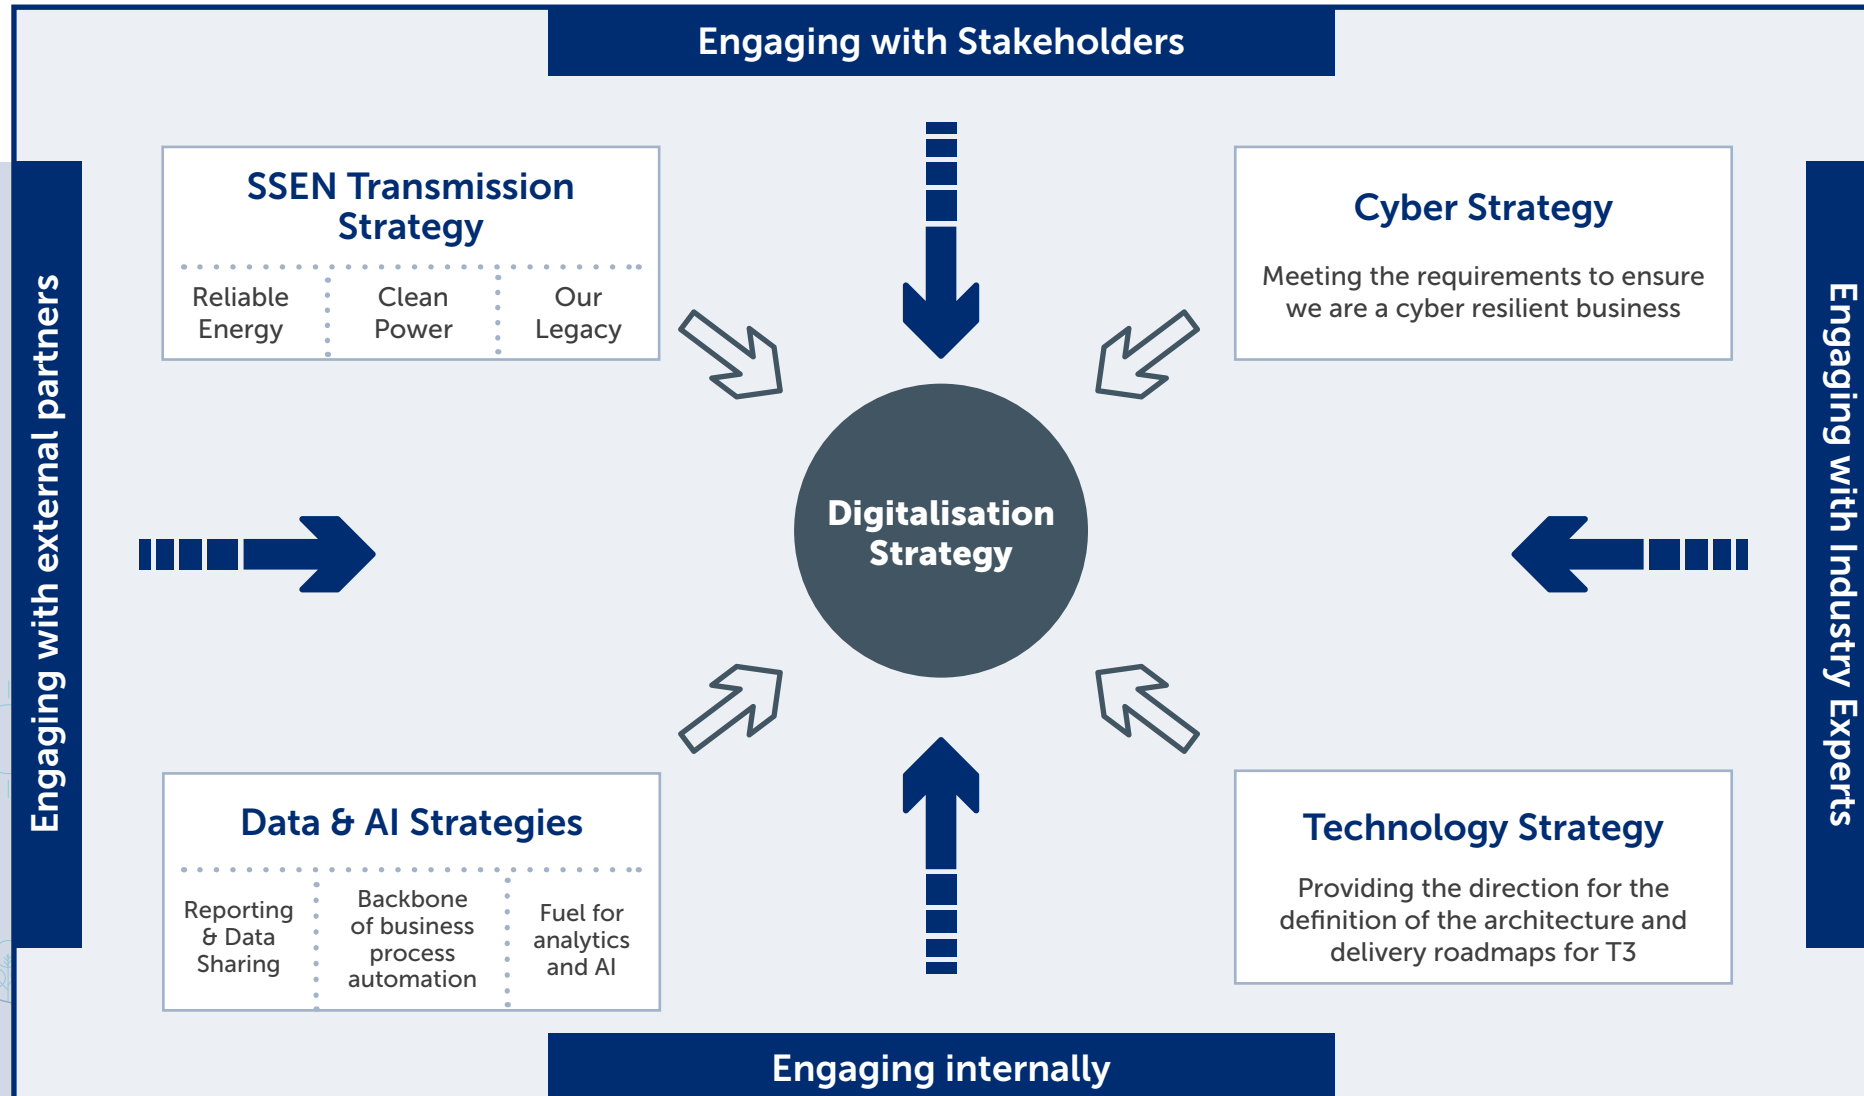 Engaging with Stakeholders
Engaging with external partners
SSEN Transmission
Strategy
Reliable
Energy
Clean
Power
Our
Legacy
Cyber Strategy
Meeting the requirements to ensure
we are a cyber resilient business
Digitalisation
Strategy
Data & AI Strategies
Reporting
& Data
Sharing
Backbone
of business
process
automation
Fuel for
analytics
and AI
Technology Strategy
Providing the direction for the
definition of the architecture and
delivery roadmaps for T3
Engaging with Industry Experts
Engaging internally